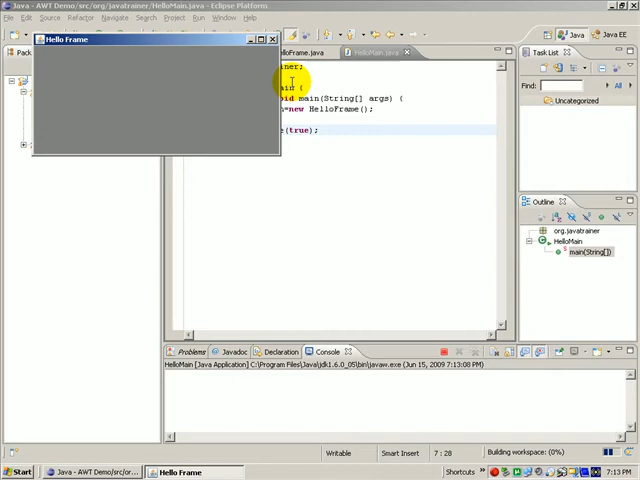 Java - AWT Demo/src/org/javatrainer/HelloMain.java - Eclipse Platform
File Edit Source Refactor Navigate Search Project Run Window Help
Java
Java EE
Hello Frame
Pack
HelloFrame.java
HelloMain.java
Task List
iner;
Find:
All
Uncategorized
main {
oid main(String[] args) {
m=new HelloFrame();
e(true);
Outline
org.javatrainer
HelloMain
main(String[])
Problems Javadoc Declaration Console
HelloMain [Java Application] C:\Program Files\Java\jdk1.6.0_05\bin\javaw.exe (Jun 15, 2009 7:13:08 PM)
Writable Smart Insert 7 : 28 Building workspace: (0%)
Start Java - AWT Demo/src/or... Hello Frame Shortcuts 7:13 PM